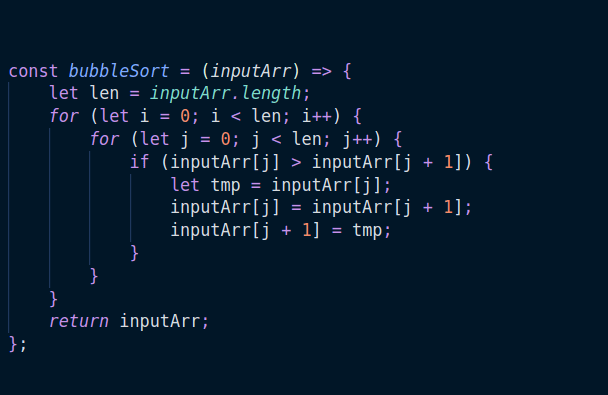 const bubbleSort = (inputArr) => {
    let len = inputArr.length;
    for (let i = 0; i < len; i++) {
        for (let j = 0; j < len; j++) {
            if (inputArr[j] > inputArr[j + 1]) {
                let tmp = inputArr[j];
                inputArr[j] = inputArr[j + 1];
                inputArr[j + 1] = tmp;
            }
        }
    }
    return inputArr;
};